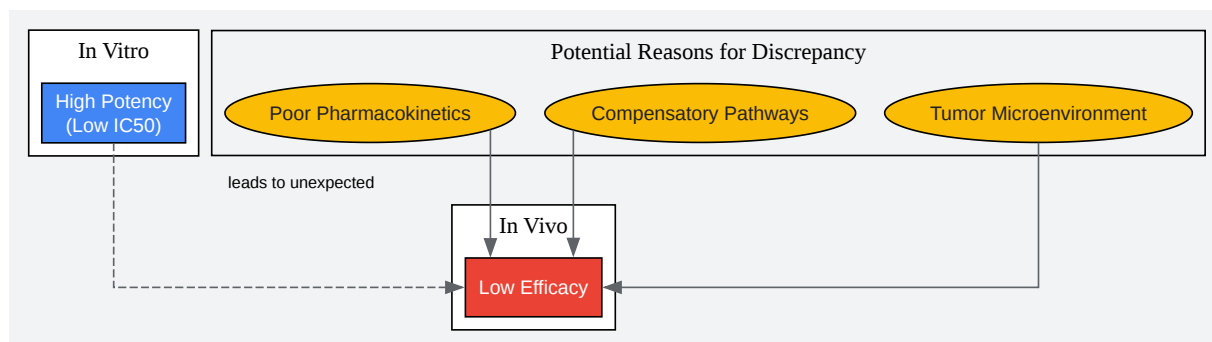 In Vitro
High Potency
(Low IC50)
Potential Reasons for Discrepancy
Poor Pharmacokinetics
Compensatory Pathways
Tumor Microenvironment
leads to unexpected
In Vivo
Low Efficacy